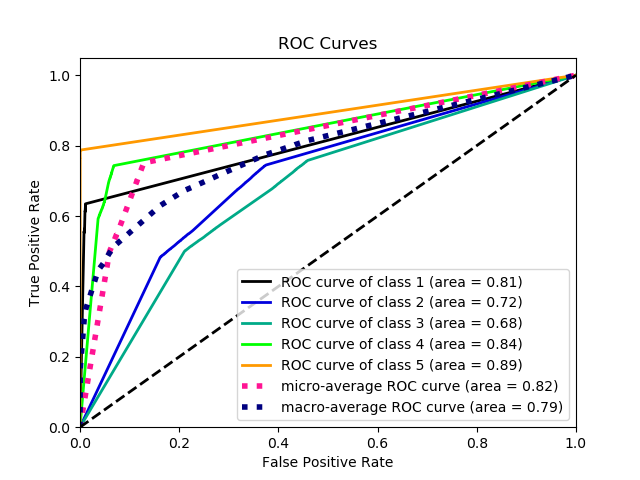 ROC Curves
True Positive Rate
1.0
0.8
0.6
0.4
0.2
0.0
ROC curve of class 1 (area = 0.81)
ROC curve of class 2 (area = 0.72)
ROC curve of class 3 (area = 0.68)
ROC curve of class 4 (area = 0.84)
ROC curve of class 5 (area = 0.89)
micro-average ROC curve (area = 0.82)
macro-average ROC curve (area = 0.79)
0.0 0.2 0.4 0.6 0.8 1.0
False Positive Rate